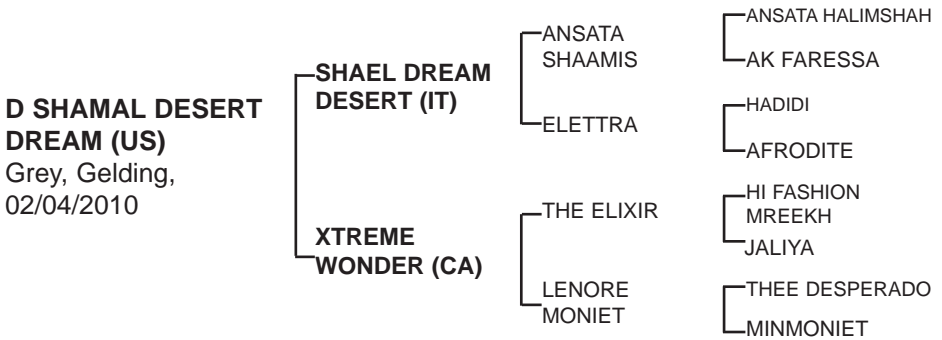 D SHAMAL DESERT
DREAM (US)
Grey, Gelding,
02/04/2010
SHAEL DREAM
DESERT (IT)
XTREME
WONDER (CA)
ANSATA
SHAAMIS
ELETTRA
THE ELIXIR
LENORE
MONIET
ANSATA HALIMSHAH
AK FARESSA
HADIDI
AFRODITE
HI FASHION
MREEKH
JALIYA
THEE DESPERADO
MINMONIET